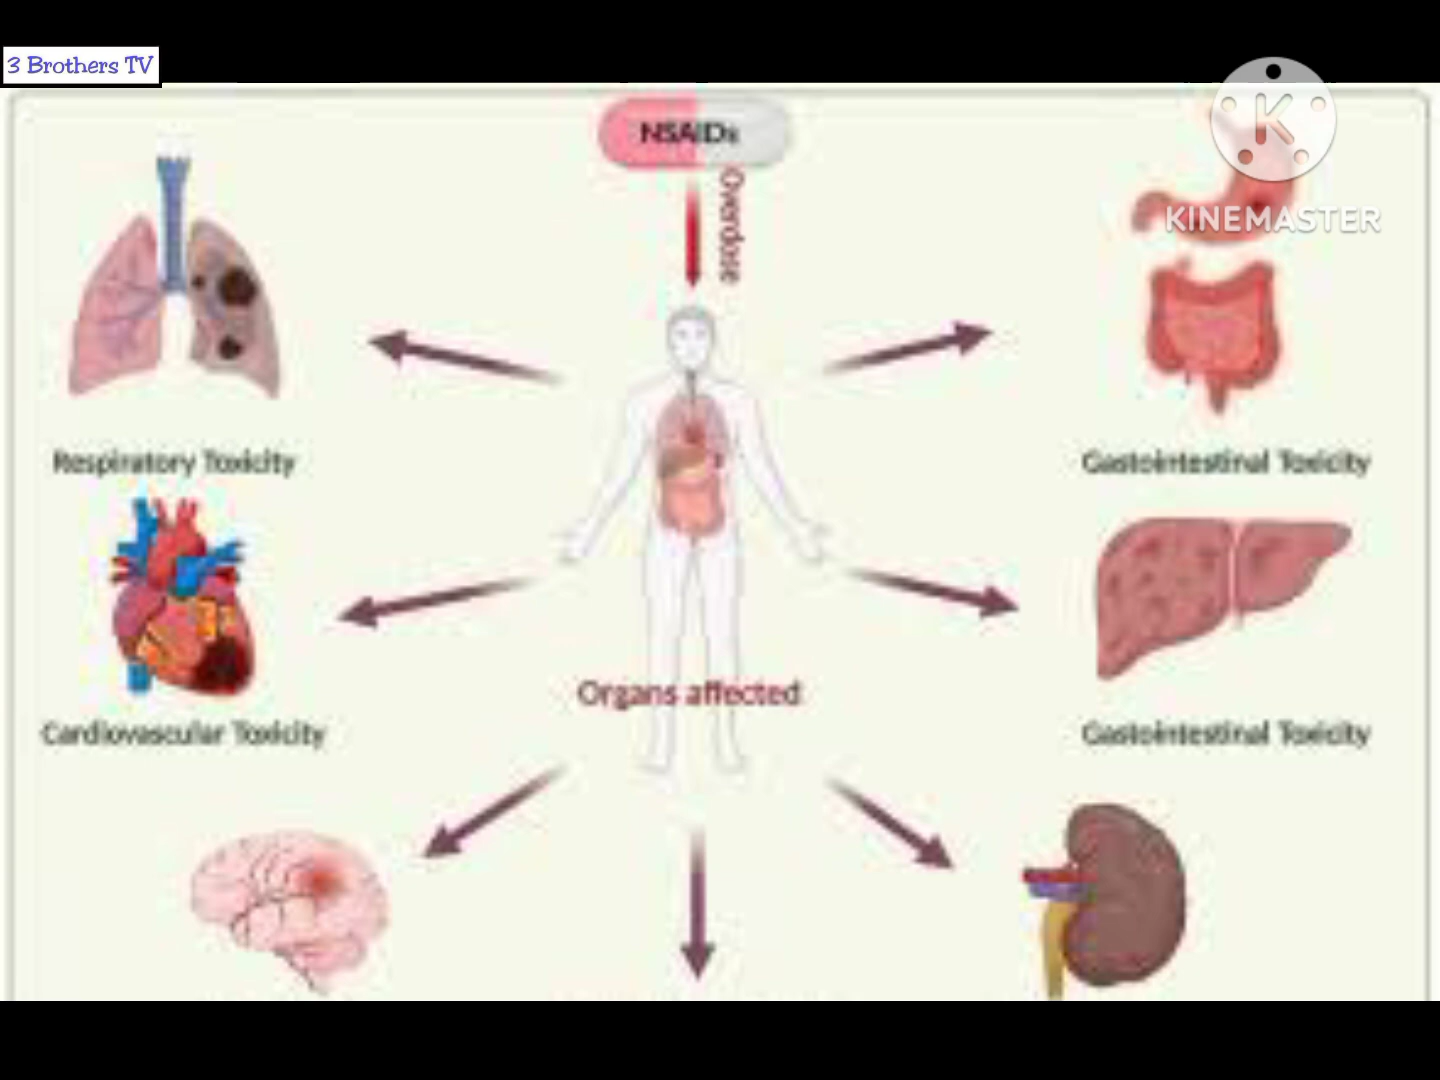 3 Brothers TV
NSAIDs
Overdose
KINEMASTER
Respiratory Toxicity
Gastointestinal Toxicity
Organs affected
Cardiovascular Toxicity
Gastointestinal Toxicity